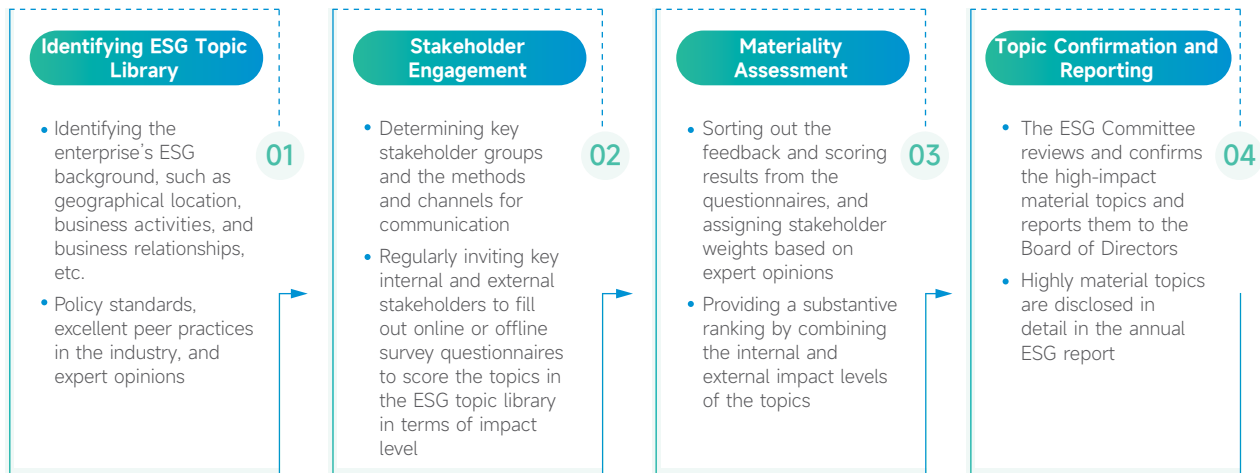 Identifying ESG Topic
Library
• Identifying the
enterprise's ESG
background, such as
geographical location,
business activities, and
business relationships,
etc.
• Policy standards,
excellent peer practices
in the industry, and
expert opinions
01
Stakeholder
Engagement
• Determining key
stakeholder groups
and the methods
and channels for
communication
• Regularly inviting key
internal and external
stakeholders to fill
out online or offline
survey questionnaires
to score the topics in
the ESG topic library
in terms of impact
level
02
Materiality
Assessment
• Sorting out the
feedback and scoring
results from the
questionnaires, and
assigning stakeholder
weights based on
expert opinions
• Providing a substantive
ranking by combining
the internal and
external impact levels
of the topics
03
Topic Confirmation and
Reporting
• The ESG Committee
reviews and confirms
the high-impact
material topics and
reports them to the
Board of Directors
• Highly material topics
are disclosed in
detail in the annual
ESG report
04